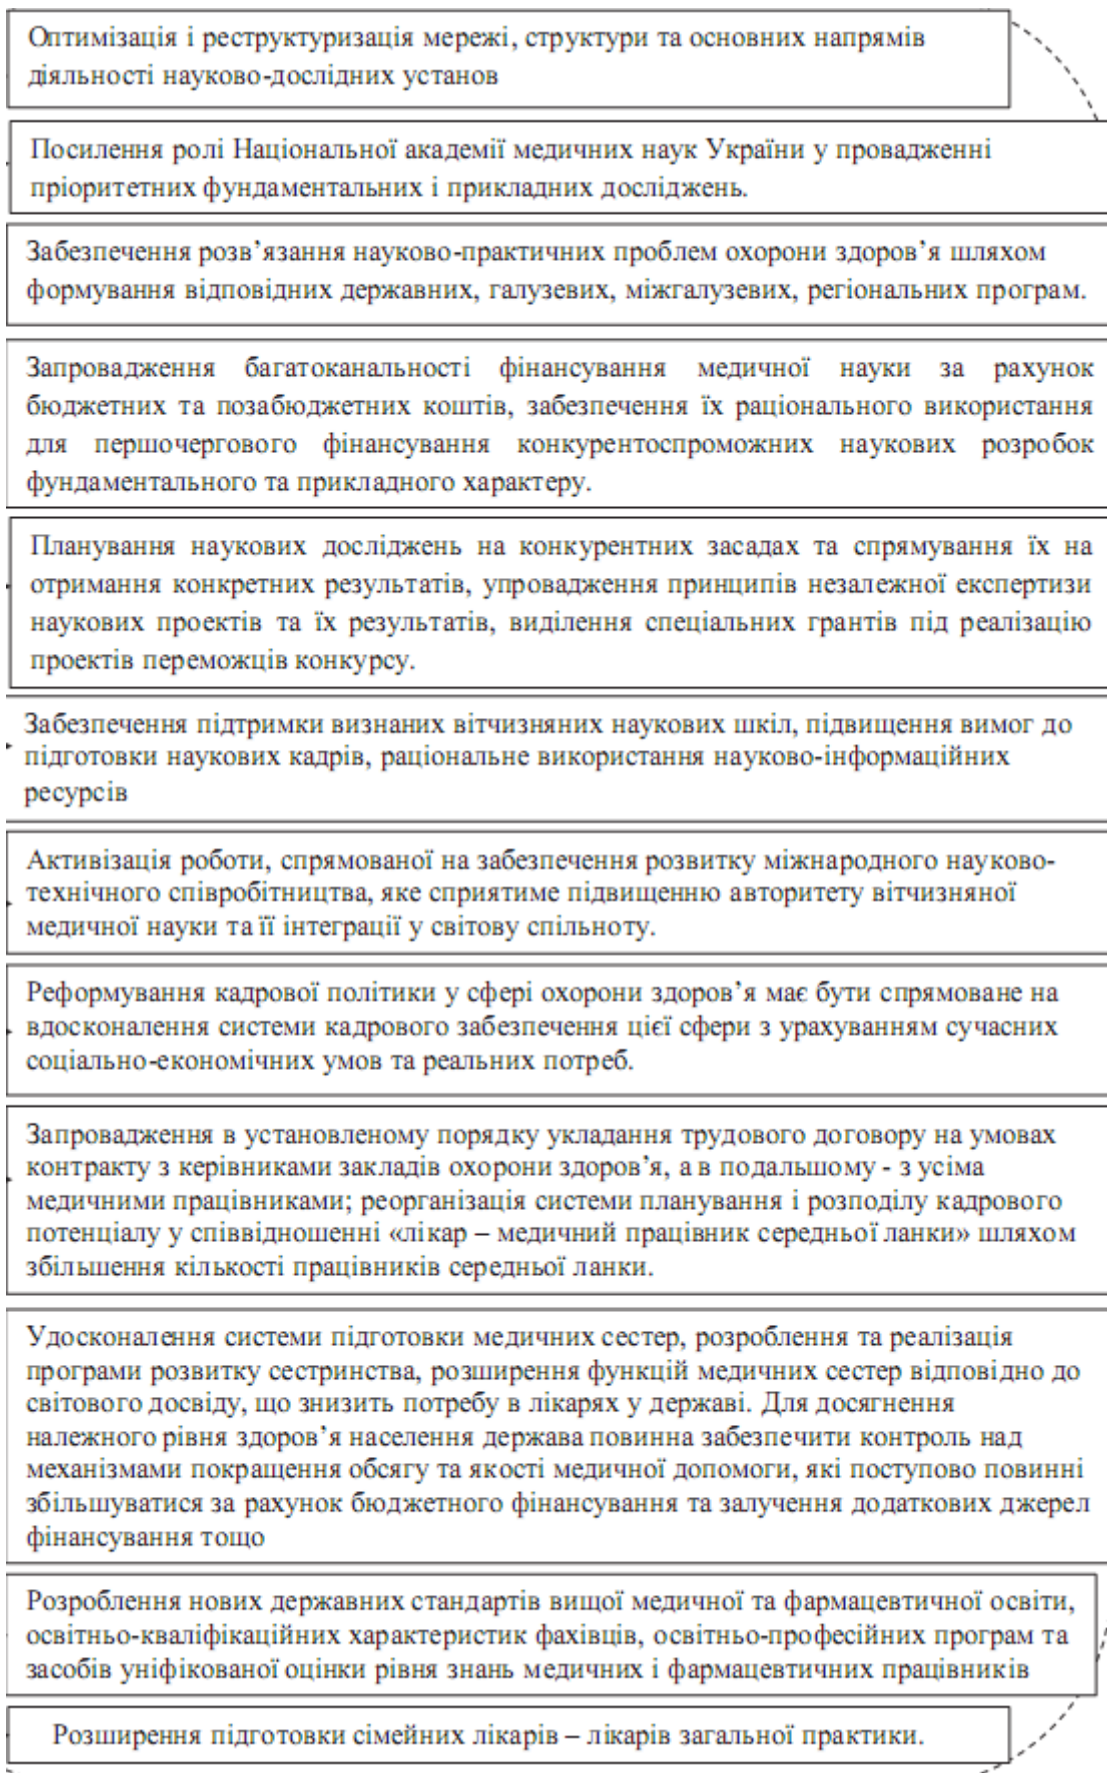 Оптимізація і реструктуризація мережі, структури та основних напрямів
діяльності науково-дослідних установ
Посилення ролі Національної академії медичних наук України у провадженні
пріоритетних фундаментальних і прикладних досліджень.
Забезпечення розв’язання науково-практичних проблем охорони здоров’я шляхом
формування відповідних державних, галузевих, міжгалузевих, регіональних програм.
Запровадження багатоканальності фінансування медичної науки за рахунок
бюджетних та позабюджетних коштів, забезпечення їх раціонального використання
для першочергового фінансування конкурентоспроможних наукових розробок
фундаментального та прикладного характеру.
Планування наукових досліджень на конкурентних засадах та спрямування їх на
отримання конкретних результатів, упровадження принципів незалежної експертизи
наукових проектів та їх результатів, виділення спеціальних грантів під реалізацію
проектів переможців конкурсу.
Забезпечення підтримки визнаних вітчизняних наукових шкіл, підвищення вимог до
підготовки наукових кадрів, раціональне використання науково-інформаційних
ресурсів
Активізація роботи, спрямованої на забезпечення розвитку міжнародного науково-
технічного співробітництва, яке сприятиме підвищенню авторитету вітчизняної
медичної науки та її інтеграції у світову спільноту.
Реформування кадрової політики у сфері охорони здоров’я має бути спрямоване на
вдосконалення системи кадрового забезпечення цієї сфери з урахуванням сучасних
соціально-економічних умов та реальних потреб.
Запровадження в установленому порядку укладання трудового договору на умовах
контракту з керівниками закладів охорони здоров’я, а в подальшому - з усіма
медичними працівниками; реорганізація системи планування і розподілу кадрового
потенціалу у співвідношенні «лікар – медичний працівник середньої ланки» шляхом
збільшення кількості працівників середньої ланки.
Удосконалення системи підготовки медичних сестер, розроблення та реалізація
програми розвитку сестринства, розширення функцій медичних сестер відповідно до
світового досвіду, що знизить потребу в лікарях у державі. Для досягнення
належного рівня здоров’я населення держава повинна забезпечити контроль над
механізмами покращення обсягу та якості медичної допомоги, які поступово повинні
збільшуватися за рахунок бюджетного фінансування та залучення додаткових джерел
фінансування тощо
Розроблення нових державних стандартів вищої медичної та фармацевтичної освіти,
освітньо-кваліфікаційних характеристик фахівців, освітньо-професійних програм та
засобів уніфікованої оцінки рівня знань медичних і фармацевтичних працівників
Розширення підготовки сімейних лікарів – лікарів загальної практики.